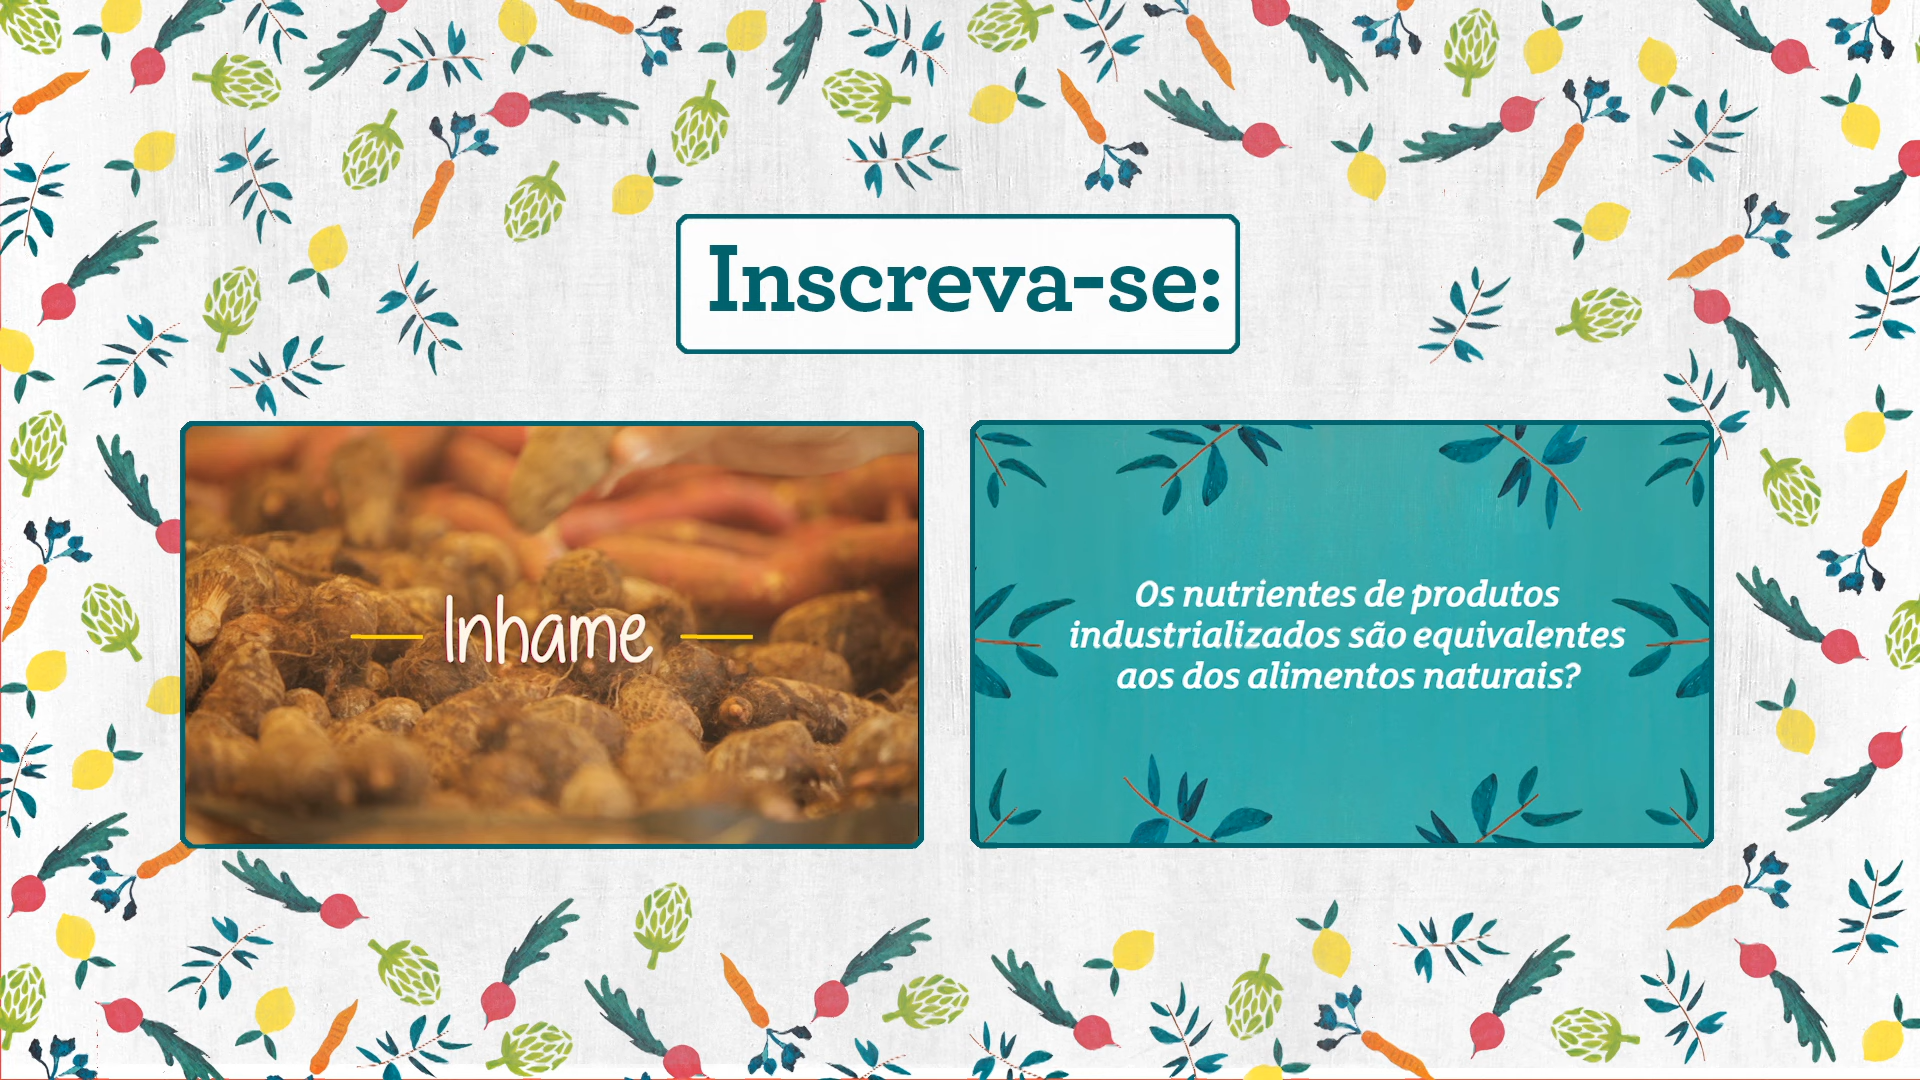 Inscreva-se:
Inhame
Os nutrientes de produtos
industrializados são equivalentes
aos dos alimentos naturais?